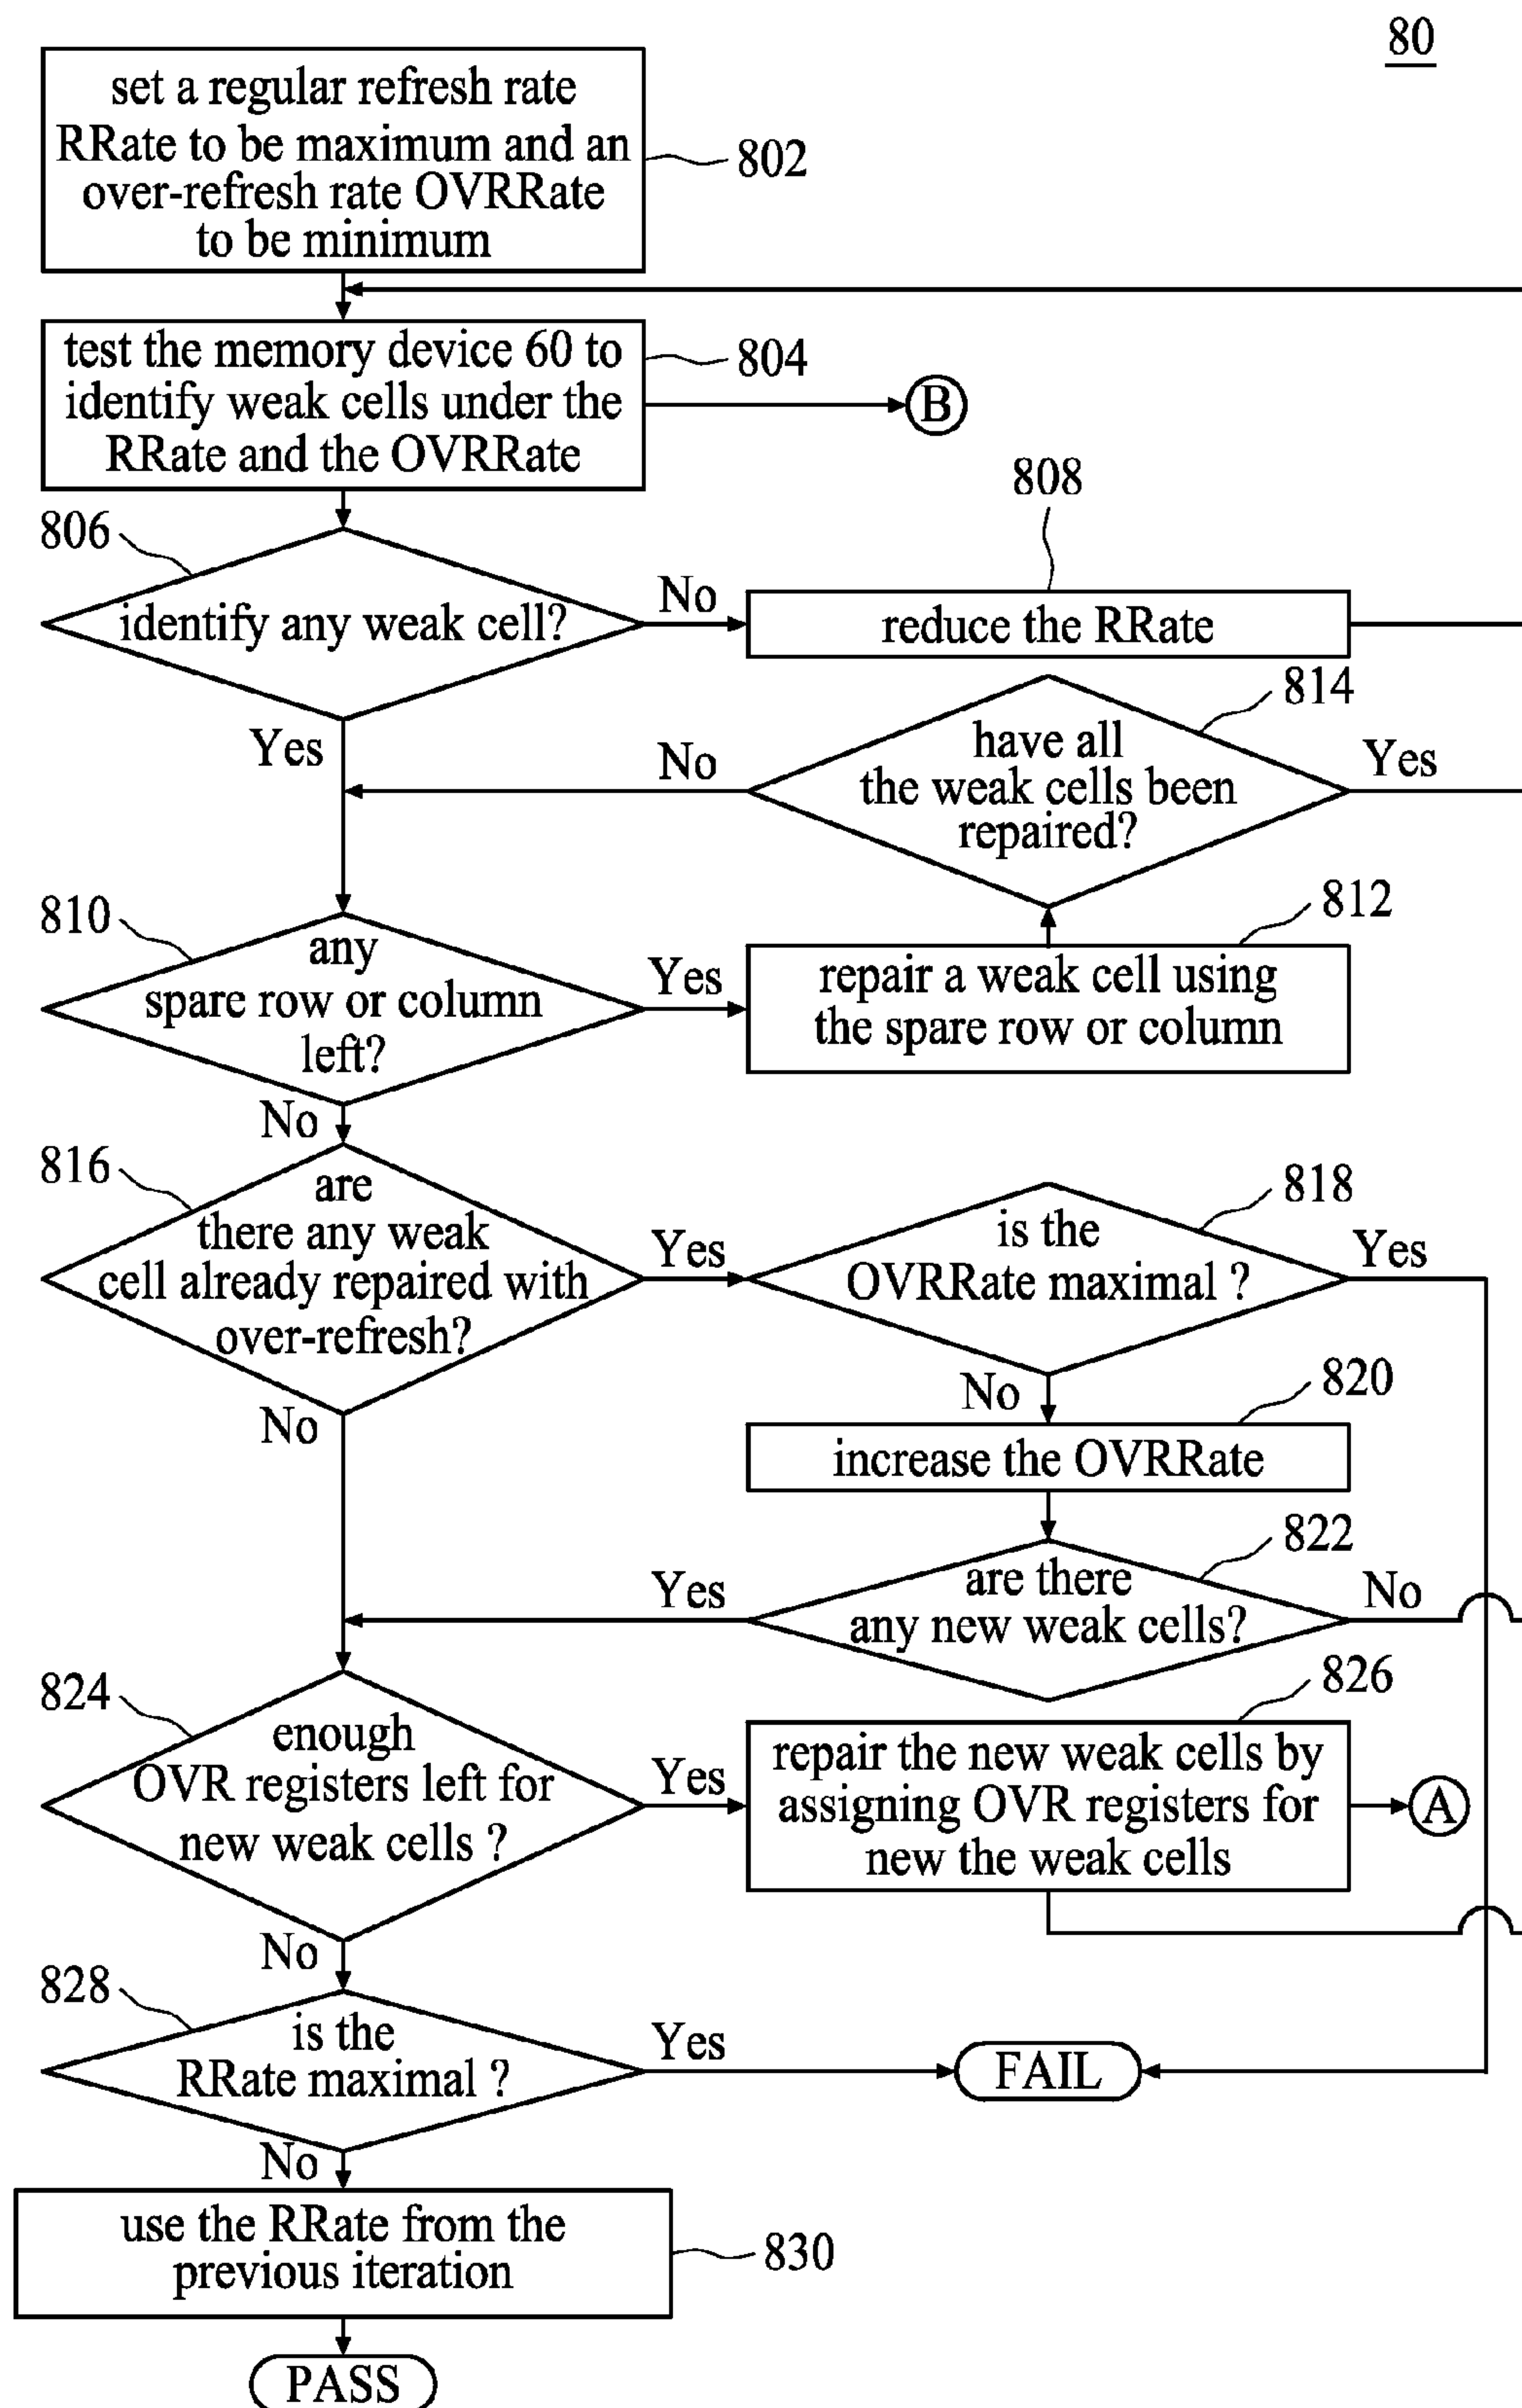 80
set a regular refresh rate
RRate to be maximum and an
over-refresh rate OVRRate
to be minimum
802
test the memory device 60 to
identify weak cells under the
RRate and the OVRRate
804
B
806
identify any weak cell?
No
808
reduce the RRate
Yes
814
have all
the weak cells been
repaired?
No
Yes
810
any
spare row or column
left?
Yes
812
repair a weak cell using
the spare row or column
No
816
are
there any weak
cell already repaired with
over-refresh?
Yes
818
is the
OVRRate maximal ?
Yes
No
820
increase the OVRRate
No
822
are there
any new weak cells?
Yes
No
824
enough
OVR registers left for
new weak cells ?
Yes
826
repair the new weak cells by
assigning OVR registers for
new the weak cells
A
No
828
is the
RRate maximal ?
Yes
FAIL
No
use the RRate from the
previous iteration
830
PASS